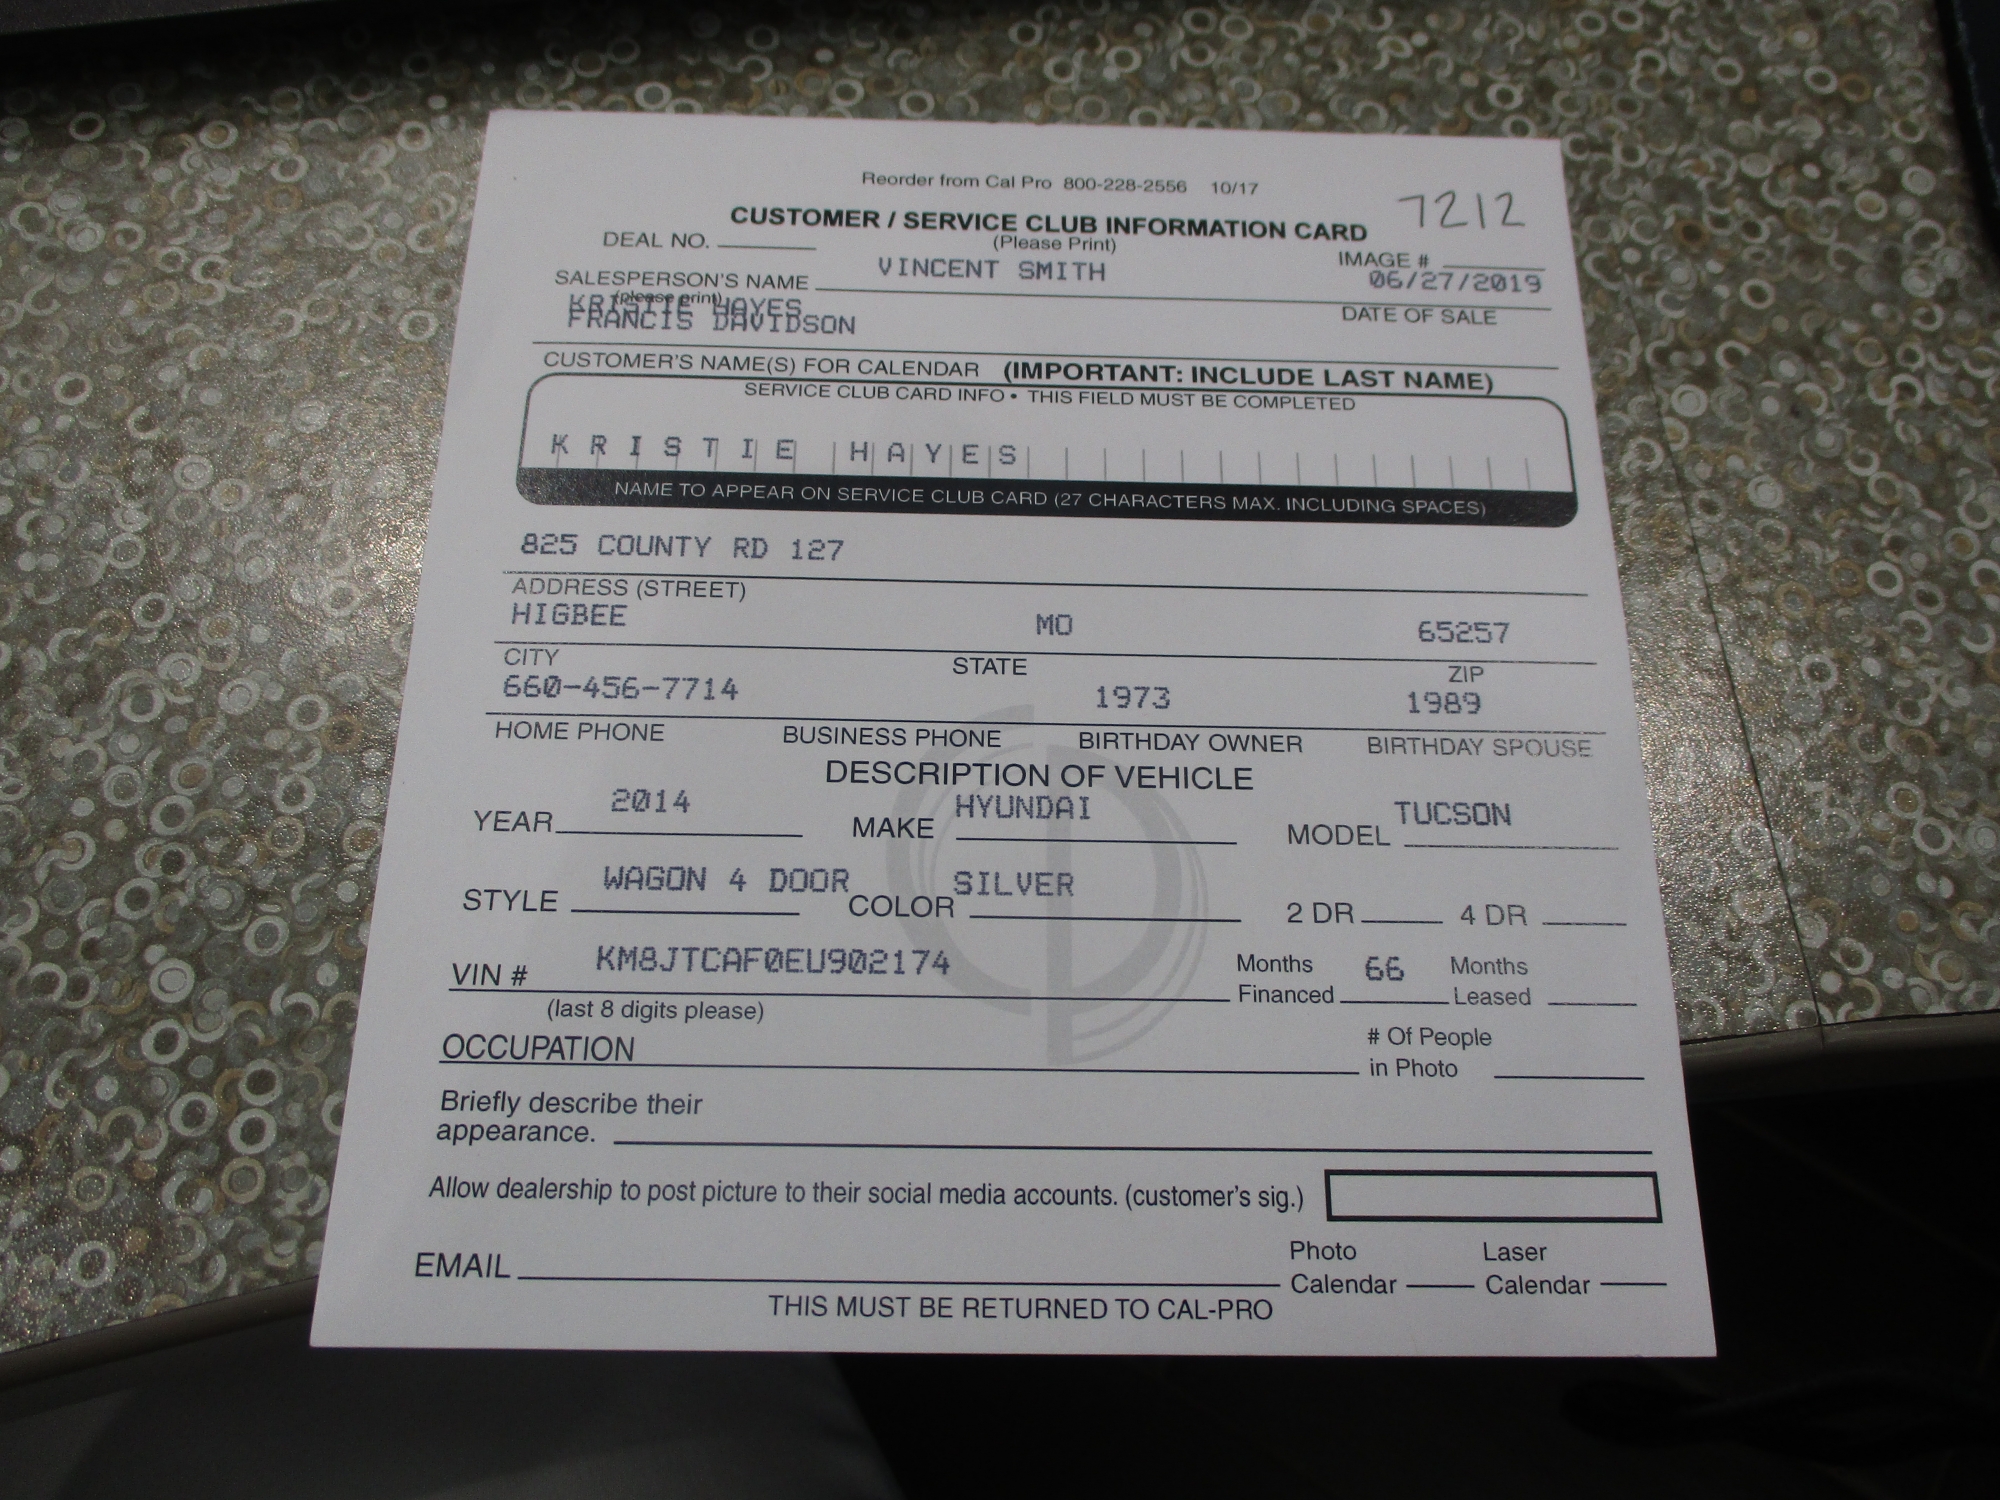 Reorder from Cal Pro 800-228-2556 10/17
7212
CUSTOMER / SERVICE CLUB INFORMATION CARD
DEAL NO. (Please Print)
VINCENT SMITH IMAGE #
SALESPERSON'S NAME 06/27/2019
(please print)
KRISTIE HAYES
FRANCIS DAVIDSON DATE OF SALE
CUSTOMER'S NAME(S) FOR CALENDAR (IMPORTANT: INCLUDE LAST NAME)
SERVICE CLUB CARD INFO • THIS FIELD MUST BE COMPLETED
KRISTIE HAYES
NAME TO APPEAR ON SERVICE CLUB CARD (27 CHARACTERS MAX. INCLUDING SPACES)
825 COUNTY RD 127
ADDRESS (STREET)
HIGBEE MO 65257
CITY STATE ZIP
660-456-7714 1973 1989
HOME PHONE BUSINESS PHONE BIRTHDAY OWNER BIRTHDAY SPOUSE
DESCRIPTION OF VEHICLE
YEAR 2014 MAKE HYUNDAI MODEL TUCSON
STYLE WAGON 4 DOOR COLOR SILVER 2 DR 4 DR
VIN # KM8JTCAF0EU902174 Months Financed 66 Months Leased
(last 8 digits please)
OCCUPATION # Of People in Photo
Briefly describe their
appearance.
Allow dealership to post picture to their social media accounts. (customer's sig.)
EMAIL Photo Calendar Laser Calendar
THIS MUST BE RETURNED TO CAL-PRO